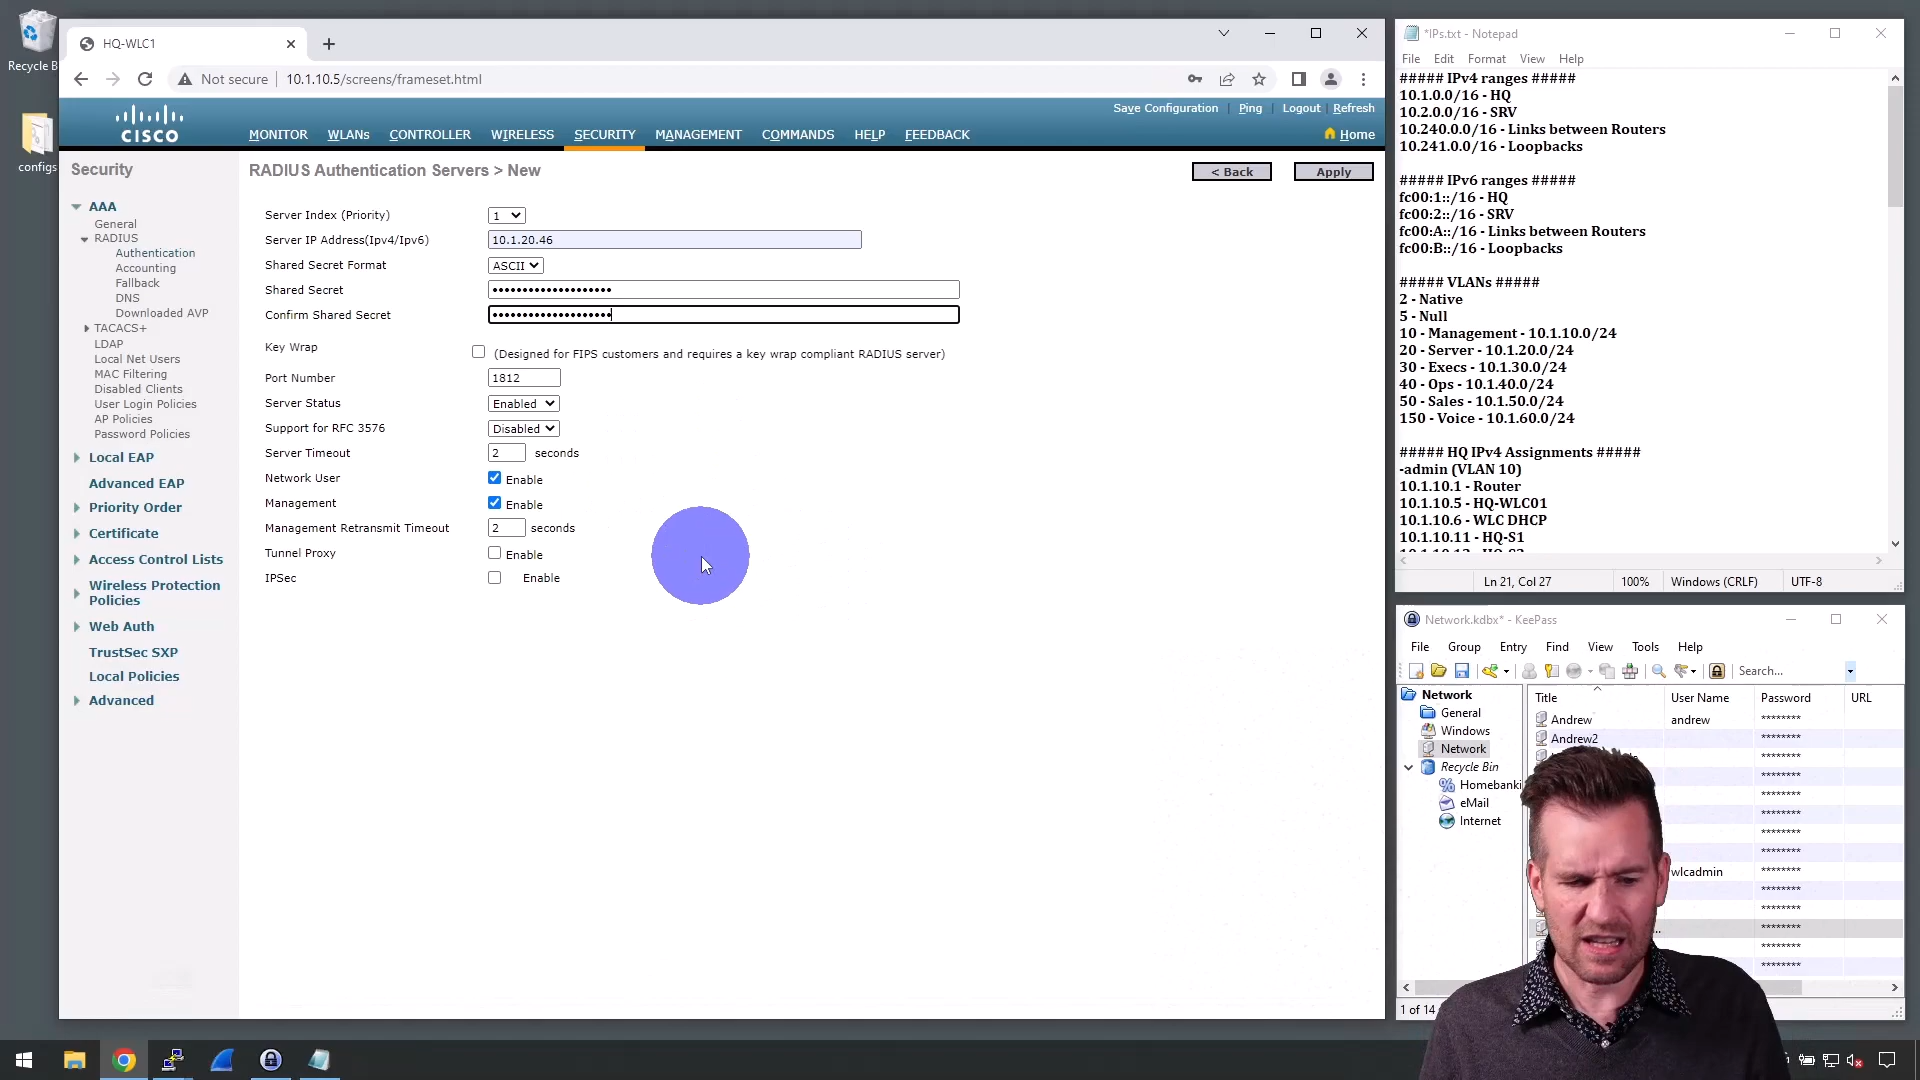 Recycle B
configs
HQ-WLC1
Not secure
10.1.10.5/screens/frameset.html
Save Configuration | Ping | Logout | Refresh
CISCO
MONITOR WLANs CONTROLLER WIRELESS SECURITY MANAGEMENT COMMANDS HELP FEEDBACK
Home
Security
AAA
General
RADIUS
Authentication
Accounting
Fallback
DNS
Downloaded AVP
TACACS+
LDAP
Local Net Users
MAC Filtering
Disabled Clients
User Login Policies
AP Policies
Password Policies
Local EAP
Advanced EAP
Priority Order
Certificate
Access Control Lists
Wireless Protection
Policies
Web Auth
TrustSec SXP
Local Policies
Advanced
RADIUS Authentication Servers > New
< Back
Apply
Server Index (Priority) 1
Server IP Address(Ipv4/Ipv6) 10.1.20.46
Shared Secret Format ASCII
Shared Secret ••••••••••••••••••••
Confirm Shared Secret ••••••••••••••••••••
Key Wrap (Designed for FIPS customers and requires a key wrap compliant RADIUS server)
Port Number 1812
Server Status Enabled
Support for RFC 3576 Disabled
Server Timeout 2 seconds
Network User Enable
Management Enable
Management Retransmit Timeout 2 seconds
Tunnel Proxy Enable
IPSec Enable
*IPs.txt - Notepad
File Edit Format View Help
##### IPv4 ranges #####
10.1.0.0/16 - HQ
10.2.0.0/16 - SRV
10.240.0.0/16 - Links between Routers
10.241.0.0/16 - Loopbacks
##### IPv6 ranges #####
fc00:1::/16 - HQ
fc00:2::/16 - SRV
fc00:A::/16 - Links between Routers
fc00:B::/16 - Loopbacks
##### VLANs #####
2 - Native
5 - Null
10 - Management - 10.1.10.0/24
20 - Server - 10.1.20.0/24
30 - Execs - 10.1.30.0/24
40 - Ops - 10.1.40.0/24
50 - Sales - 10.1.50.0/24
150 - Voice - 10.1.60.0/24
##### HQ IPv4 Assignments #####
-admin (VLAN 10)
10.1.10.1 - Router
10.1.10.5 - HQ-WLC01
10.1.10.6 - WLC DHCP
10.1.10.11 - HQ-S1
Ln 21, Col 27 100% Windows (CRLF) UTF-8
Network.kdbx* - KeePass
File Group Entry Find View Tools Help
Search...
Network
General
Windows
Network
Recycle Bin
Homebanki
eMail
Internet
Title User Name Password URL
Andrew andrew ********
Andrew2 ********
********
********
********
********
********
********
wlcadmin ********
********
********
********
********
********
1 of 14